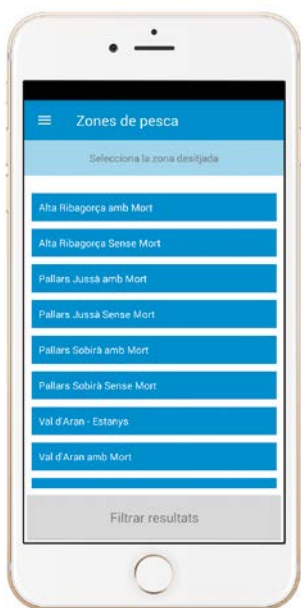 Zones de pesca
Selecciona la zona desitjada
Alta Ribagorça amb Mort
Alta Ribagorça Sense Mort
Pallars Jussà amb Mort
Pallars Jussà Sense Mort
Pallars Sobirà amb Mort
Pallars Sobirà Sense Mort
Val d'Aran - Estanys
Val d'Aran amb Mort
Filtrar resultats